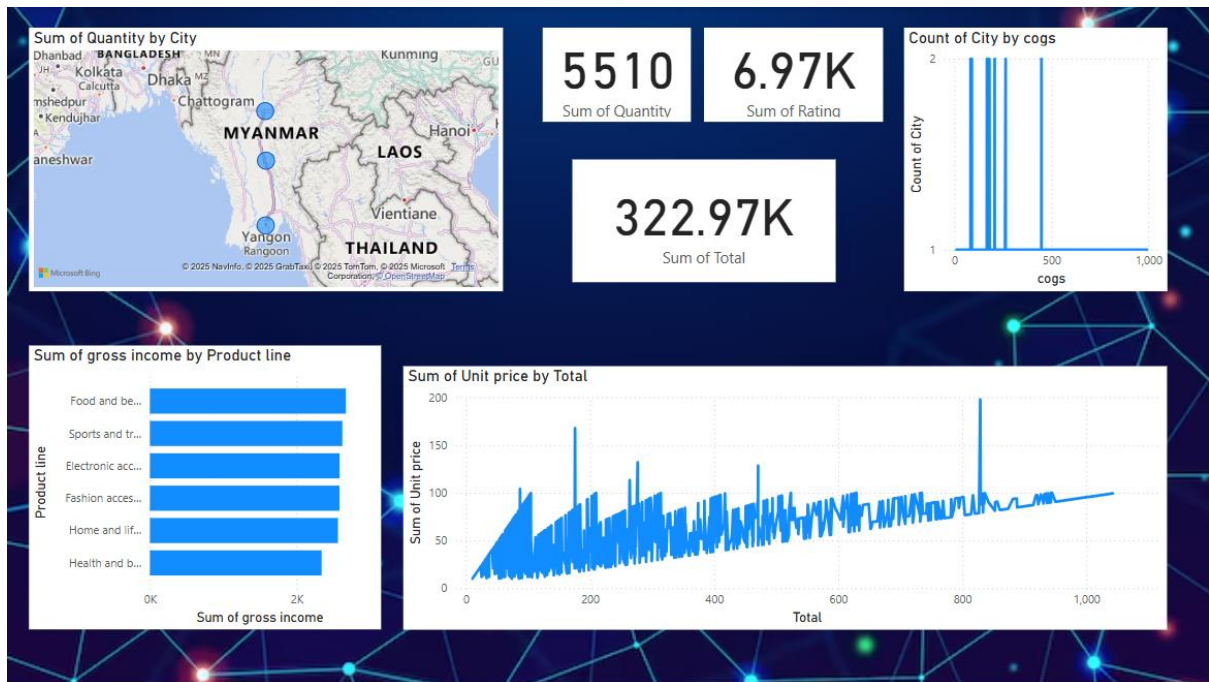 Sum of Quantity by City
Dhanbad
BANGLADESH
MN
Kunming
GU
JH
Kolkata
Calcutta
Dhaka
MZ
mshedpur
Chattogram
Kendujhar
MYANMAR
Hanoi
aneshwar
LAOS
Vientiane
Yangon
Rangoon
THAILAND
Microsoft Bing
© 2025 NavInfo, © 2025 GrabTaxi, © 2025 TomTom, © 2025 Microsoft Terms
Corporation, © OpenStreetMap
5510
Sum of Quantity
6.97K
Sum of Rating
322.97K
Sum of Total
Count of City by cogs
2
Count of City
1
0
500
1,000
cogs
Sum of gross income by Product line
Product line
Food and be...
Sports and tr...
Electronic acc...
Fashion acces...
Home and lif...
Health and b...
0K
2K
Sum of gross income
Sum of Unit price by Total
Sum of Unit price
200
150
100
50
0
0
200
400
600
800
1,000
Total